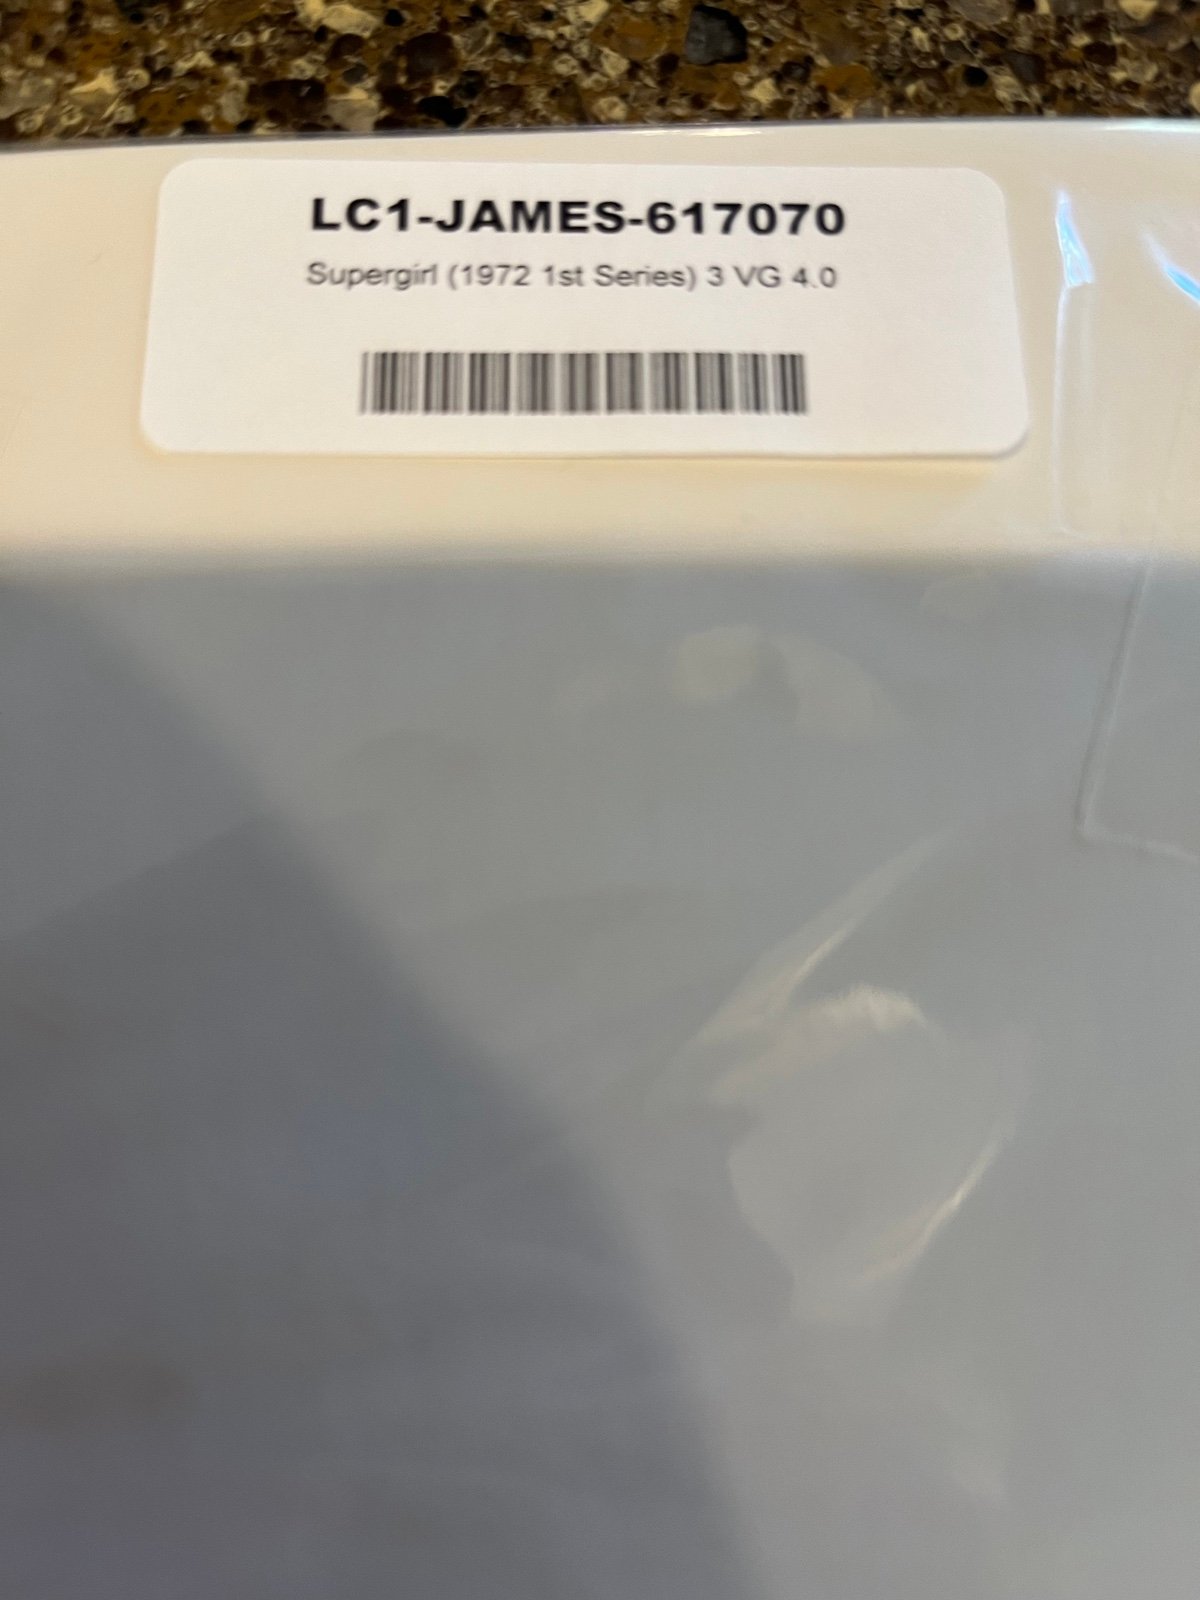 LC1-JAMES-617070
Supergirl (1972 1st Series) 3 VG 4.0